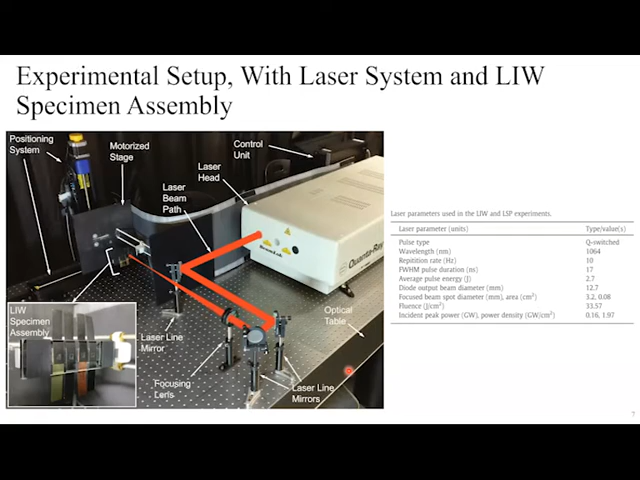 Experimental Setup, With Laser System and LIW
Specimen Assembly
Positioning
System
Motorized
Stage
Control
Unit
Laser
Head
Laser
Beam
Path
Quanta-Ray
LIW
Specimen
Assembly
Laser Line
Mirror
Optical
Table
Focusing
Lens
Laser Line
Mirrors
Laser parameters used in the LIW and LSP experiments.
Laser parameter (units) Type/value(s)
Pulse type Q-switched
Wavelength (nm) 1064
Repitition rate (Hz) 10
FWHM pulse duration (ns) 17
Average pulse energy (J) 2.7
Diode output beam diameter (mm) 12.7
Focused beam spot diameter (mm), area (cm²) 3.2, 0.08
Fluence (J/cm²) 33.57
Incident peak power (GW), power density (GW/cm²) 0.16, 1.97
7